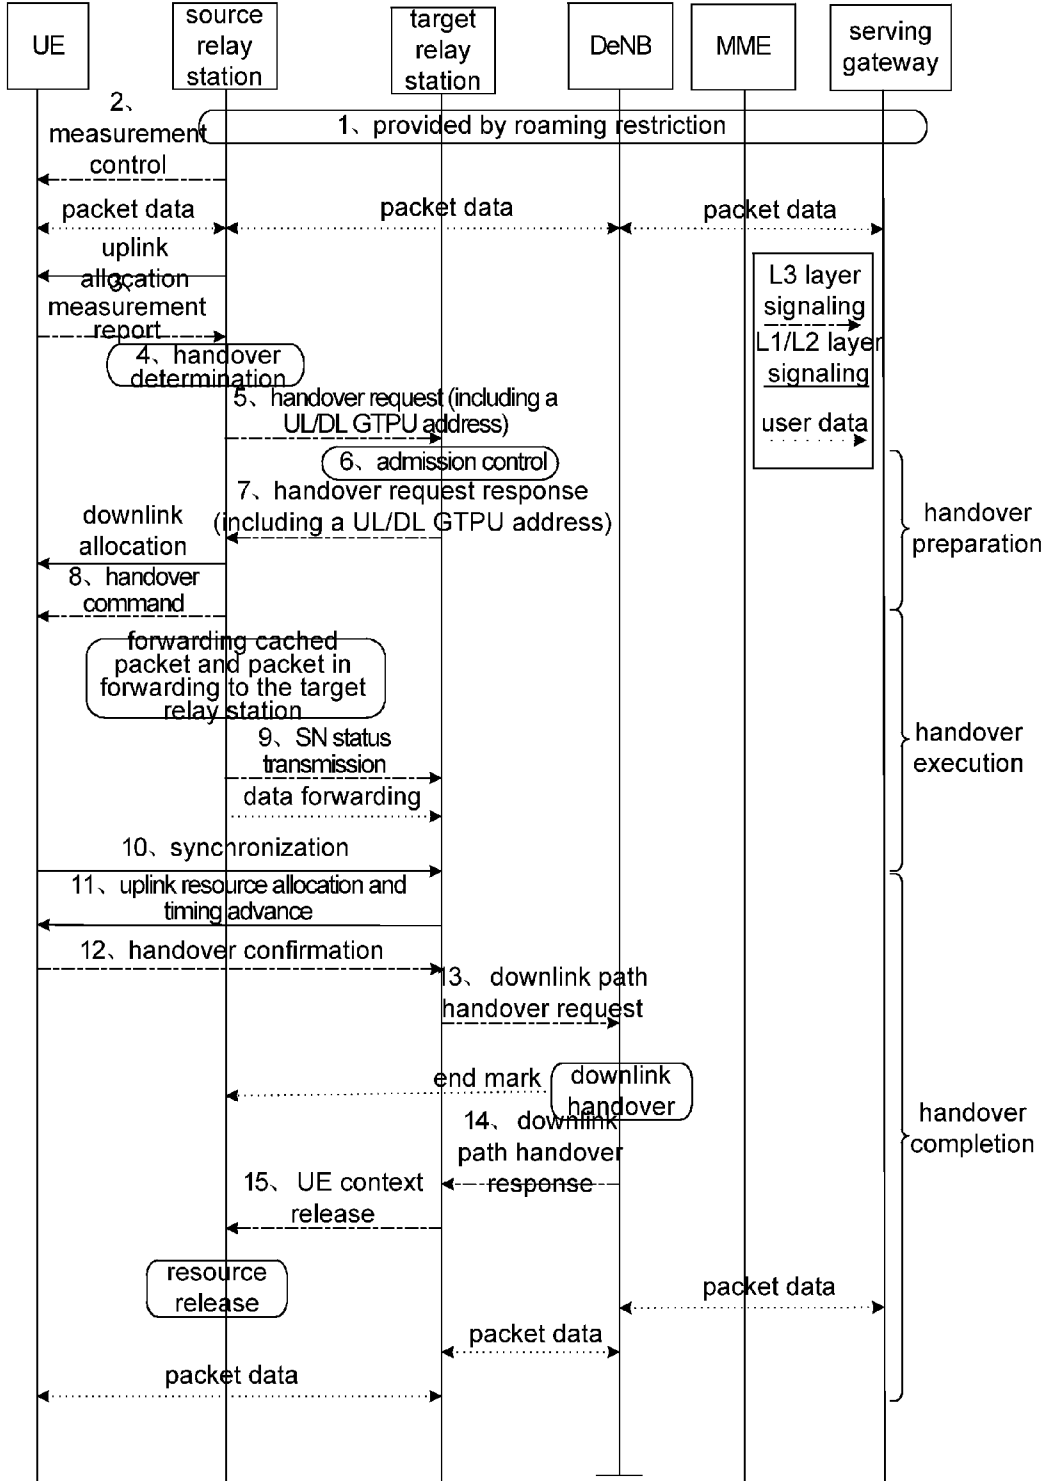 UE
source
relay
station
target
relay
station
DeNB
MME
serving
gateway
2、
measurement
control
1、provided by roaming restriction
packet data
packet data
packet data
uplink
allocation
3、
measurement
report
L3 layer
signaling
L1/L2 layer
signaling
user data
4、handover
determination
5、handover request (including a
UL/DL GTPU address)
6、admission control
7、handover request response
(including a UL/DL GTPU address)
downlink
allocation
8、handover
command
handover
preparation
forwarding cached
packet and packet in
forwarding to the target
relay station
9、SN status
transmission
data forwarding
handover
execution
10、synchronization
11、uplink resource allocation and
timing advance
12、handover confirmation
13、downlink path
handover request
end mark
downlink
handover
14、downlink
path handover
response
15、UE context
release
handover
completion
resource
release
packet data
packet data
packet data